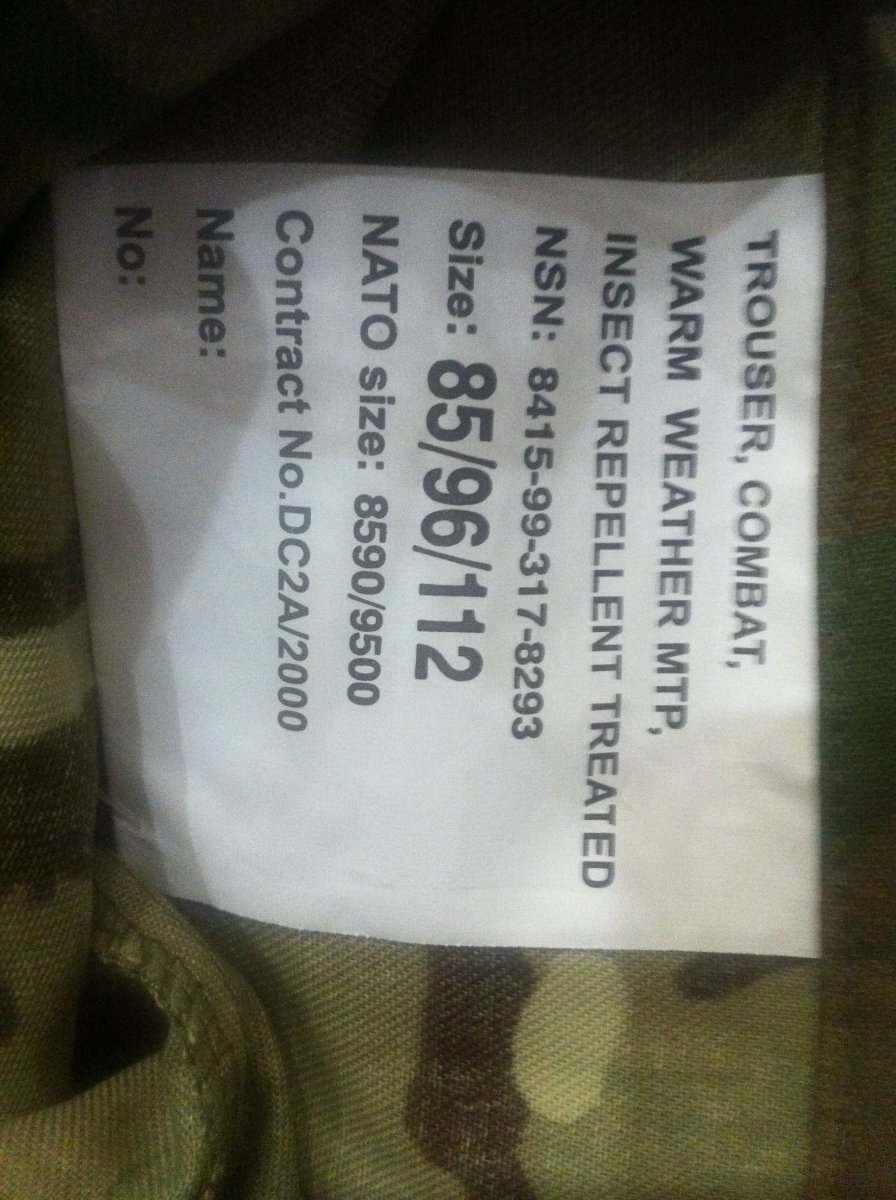 TROUSER, COMBAT,
WARM WEATHER MTP,
INSECT REPELLENT TREATED
NSN: 8415-99-317-8293
Size: 85/96/112
NATO size: 8590/9500
Contract No.DC2A/2000
Name:
No: